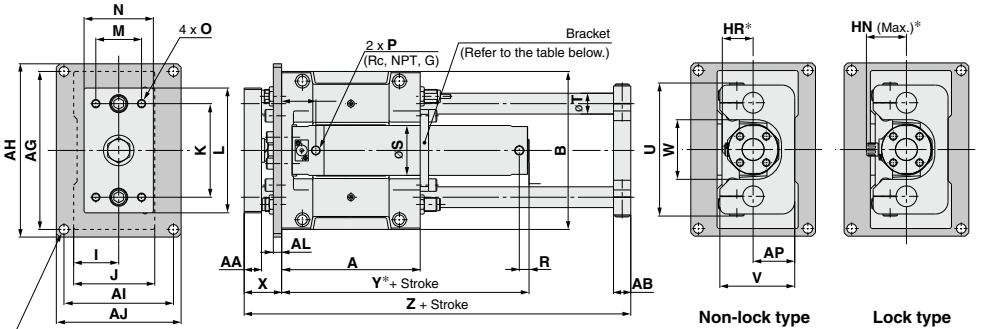 N
M
4 x O
2 x P
(Rc, NPT, G)
Bracket
(Refer to the table below.)
HR*
HN (Max.)*
AH
AG
K
L
øS
B
øT
U
W
I
J
AI
AJ
AA
X
AL
A
Y* + Stroke
Z + Stroke
R
AB
AP
V
Non-lock type
Lock type